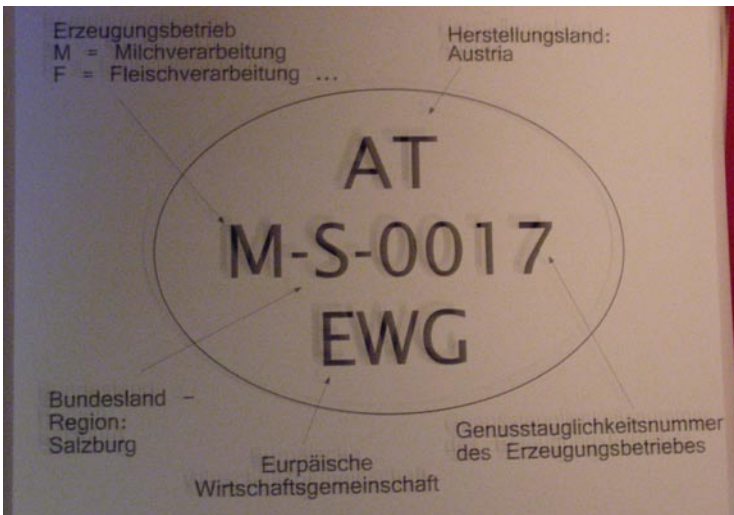 Erzeugungsbetrieb
M = Milchverarbeitung
F = Fleischverarbeitung ...
Herstellungsland:
Austria
AT
M-S-0017
EWG
Bundesland -
Region:
Salzburg
Eurpäische
Wirtschaftsgemeinschaft
Genusstauglichkeitsnummer
des Erzeugungsbetriebes